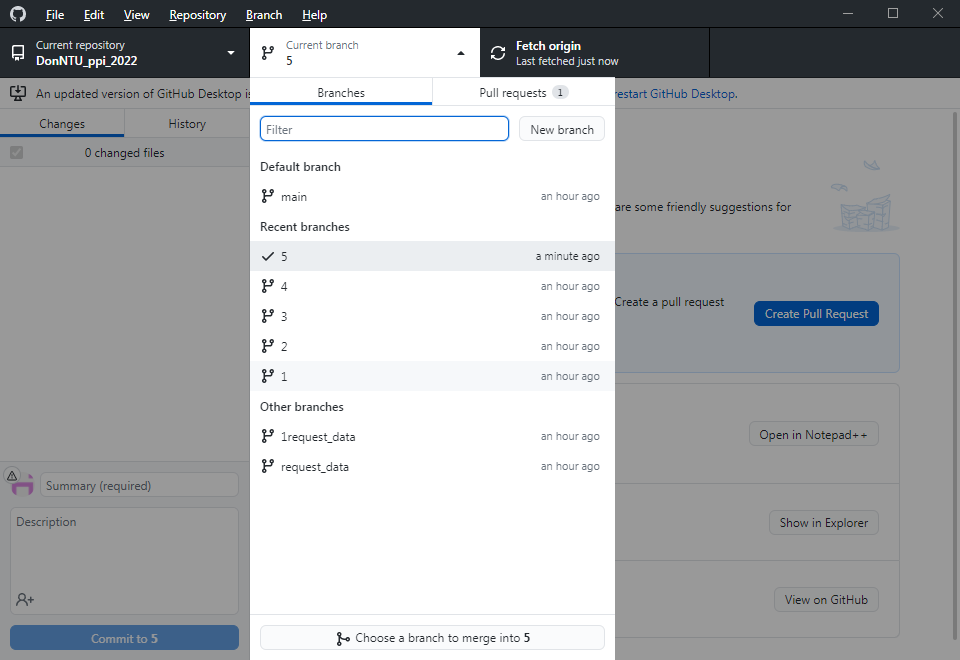 File Edit View Repository Branch Help
Current repository
DonNTU_ppi_2022
Current branch
5
Fetch origin
Last fetched just now
An updated version of GitHub Desktop is
restart GitHub Desktop.
Changes
History
0 changed files
Branches
Pull requests 1
Filter
New branch
Default branch
main an hour ago
Recent branches
5 a minute ago
4 an hour ago
3 an hour ago
2 an hour ago
1 an hour ago
Other branches
1request_data an hour ago
request_data an hour ago
Choose a branch to merge into 5
are some friendly suggestions for
Create a pull request
Create Pull Request
Open in Notepad++
Show in Explorer
View on GitHub
Summary (required)
Description
Commit to 5